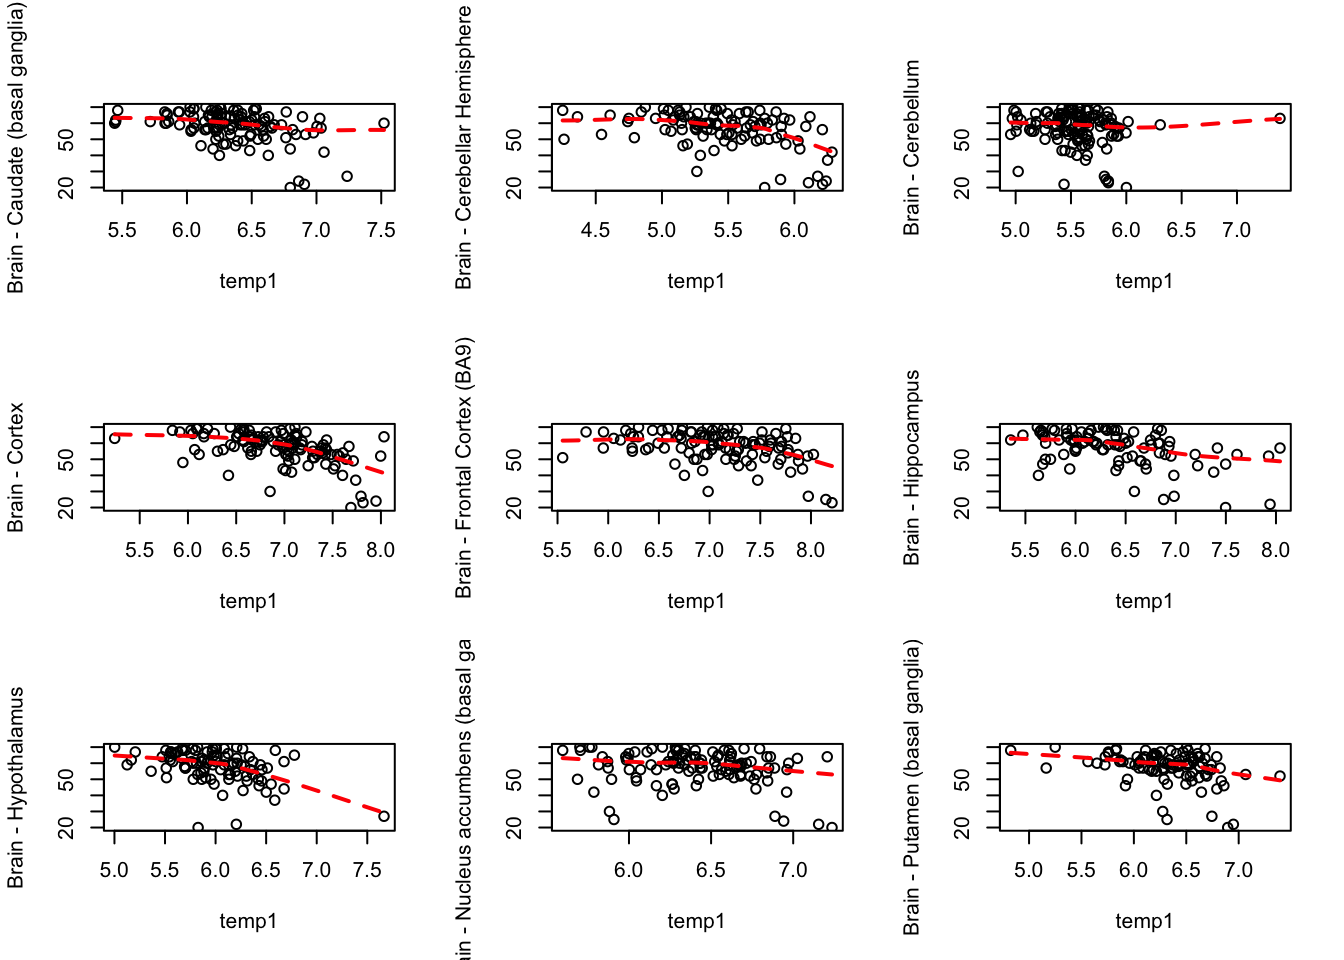 Brain - Caudate (basal ganglia)
50
20
5.5 6.0 6.5 7.0 7.5
temp1
Brain - Cerebellar Hemisphere
50
20
4.5 5.0 5.5 6.0
temp1
Brain - Cerebellum
50
20
5.0 5.5 6.0 6.5 7.0
temp1
Brain - Cortex
50
20
5.5 6.0 6.5 7.0 7.5 8.0
temp1
Brain - Frontal Cortex (BA9)
50
20
5.5 6.0 6.5 7.0 7.5 8.0
temp1
Brain - Hippocampus
50
20
5.5 6.0 6.5 7.0 7.5 8.0
temp1
Brain - Hypothalamus
50
20
5.0 5.5 6.0 6.5 7.0 7.5
temp1
ain - Nucleus accumbens (basal ga
50
20
6.0 6.5 7.0
temp1
Brain - Putamen (basal ganglia)
50
20
5.0 5.5 6.0 6.5 7.0
temp1